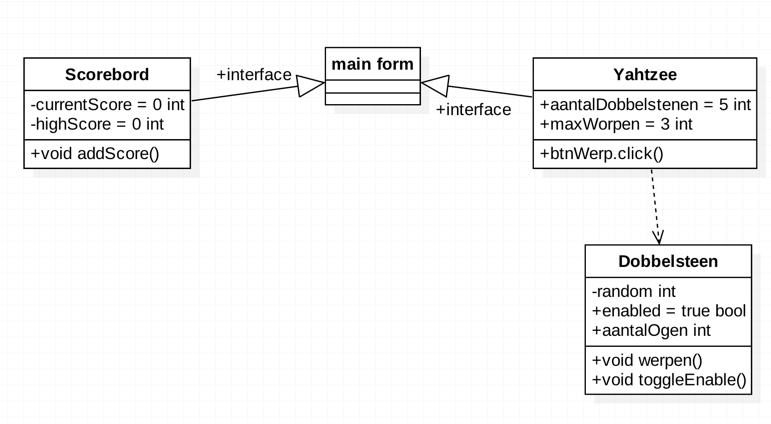 Scorebord
-currentScore = 0 int
-highScore = 0 int
+void addScore()
+interface
main form
+interface
Yahtzee
+aantalDobbelstenen = 5 int
+maxWorpen = 3 int
+btnWerp.click()
Dobbelsteen
-random int
+enabled = true bool
+aantalOgen int
+void werpen()
+void toggleEnable()